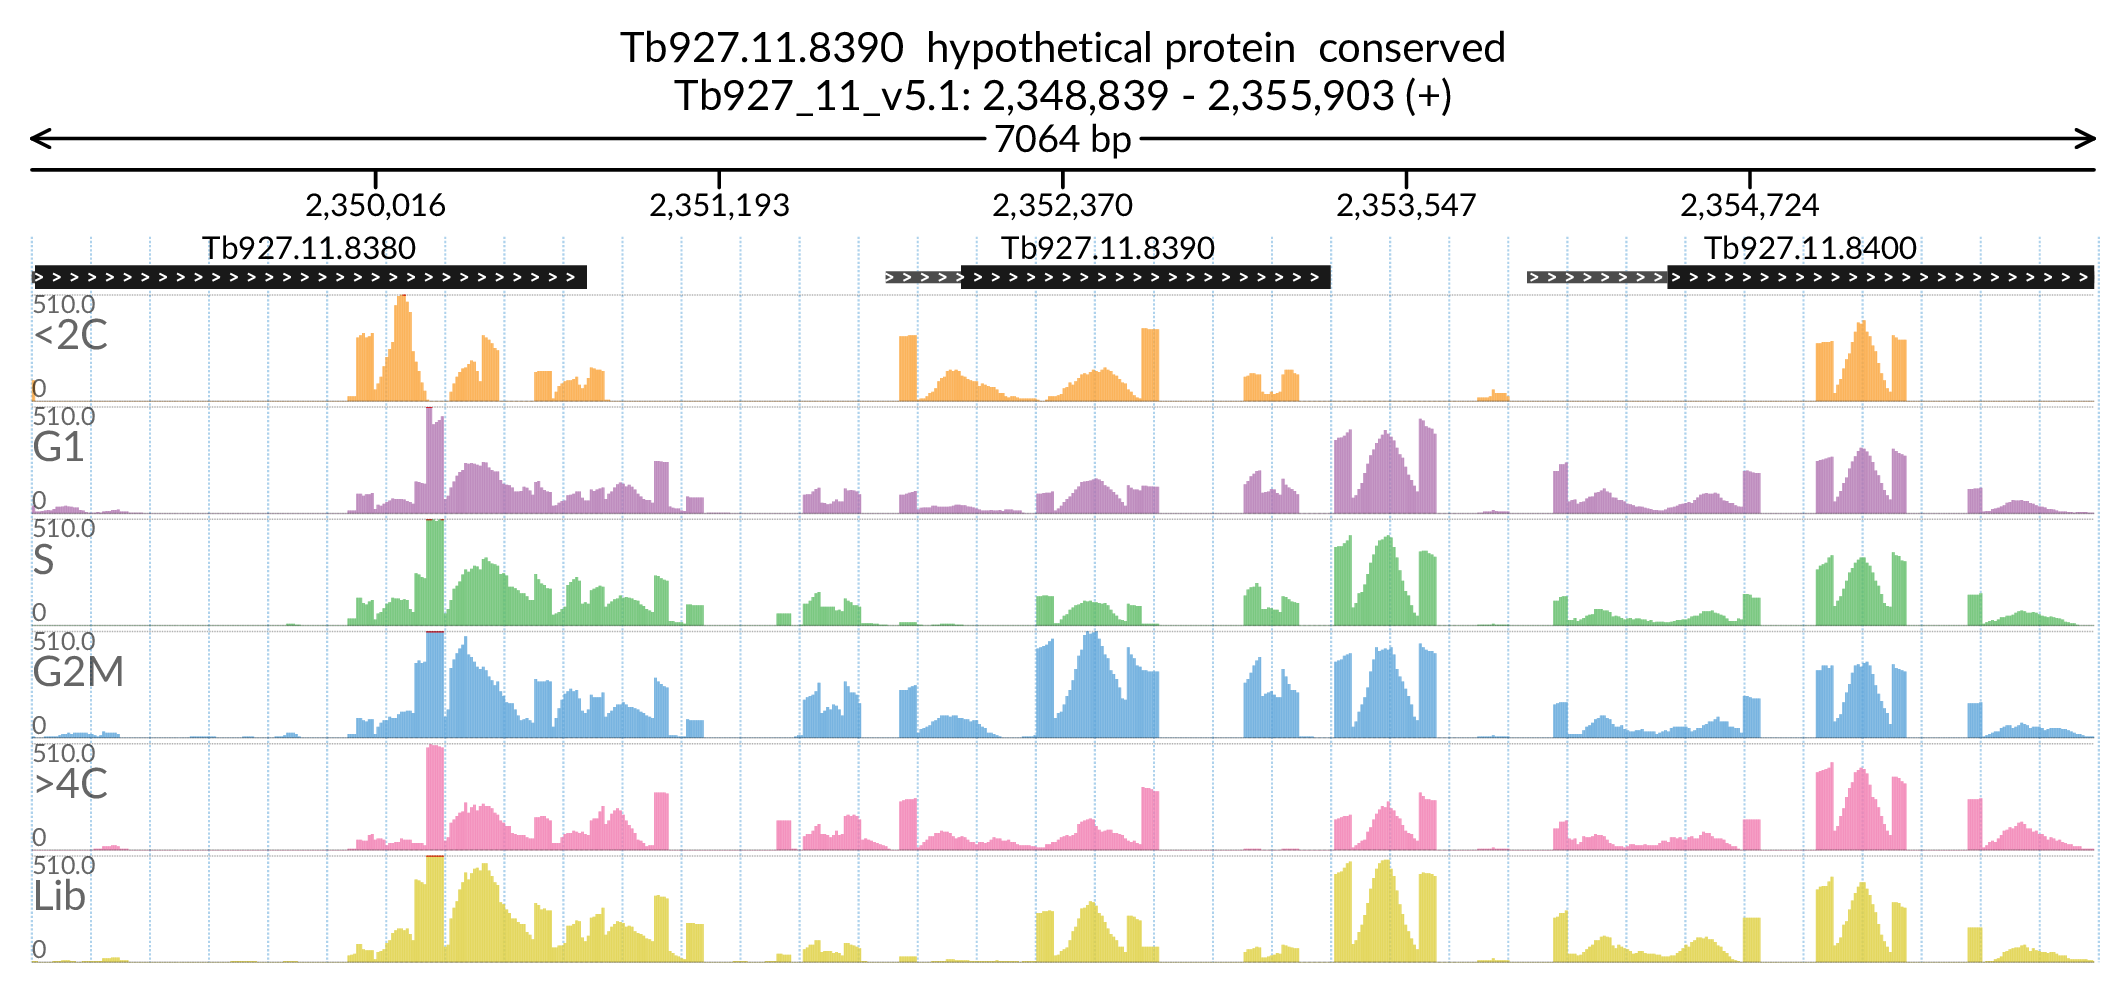 Tb927.11.8390  hypothetical protein  conserved
Tb927_11_v5.1: 2,348,839 - 2,355,903 (+)
7064 bp
2,350,016 2,351,193 2,352,370 2,353,547 2,354,724
Tb927.11.8380 Tb927.11.8390 Tb927.11.8400
510.0
<2C
0
510.0
G1
0
510.0
S
0
510.0
G2M
0
510.0
>4C
0
510.0
Lib
0